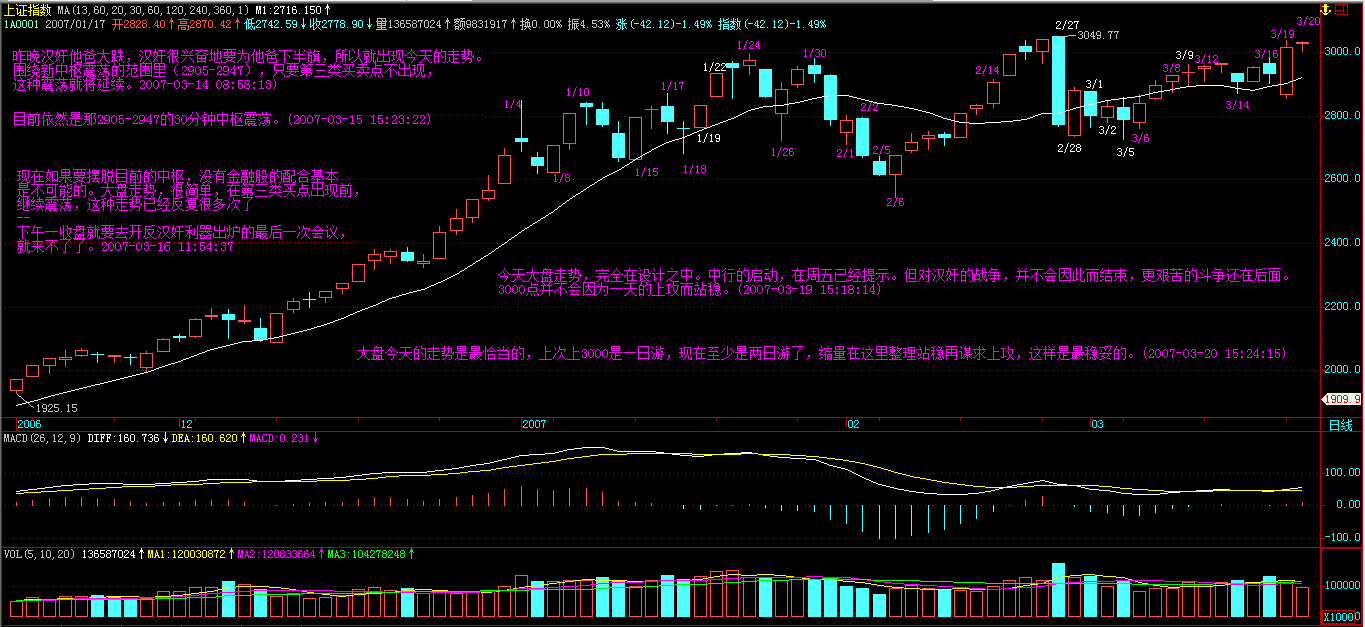 上证指数 MA(13,60,20,30,60,120,240,360,1) M1:2716.150↑
1A0001 2007/01/17 开2828.40↑高2870.42↑低2742.59↓收2778.90↓量136587024↑额9831917↑换0.00% 振4.53% 涨(-42.12)-1.49% 指数(-42.12)-1.49%
昨晚汉奸他爸大跌，汉奸很兴奋地要为他爸下半旗，所以就出现今天的走势。
围绕新中枢震荡的范围里（2905-2947），只要第三类买卖点不出现，
这种震荡就将延续。2007-03-14 08:58:13)
目前依然是那2905-2947的30分钟中枢震荡。(2007-03-15 15:23:22)
现在如果要摆脱目前的中枢，没有金融股的配合基本
是不可能的。大盘走势，很简单，在第三类买点出现前，
继续震荡，这种走势已经反复很多次了
--
下午一收盘就要去开反汉奸利器出炉的最后一次会议，
就来不了了。2007-03-16 11:54:37
今天大盘走势，完全在设计之中。中行的启动，在周五已经提示。但对汉奸的战争，并不会因此而结束，更艰苦的斗争还在后面。
3000点并不会因为一天的上攻而站稳。(2007-03-19 15:18:14)
大盘今天的走势是最恰当的，上次上3000是一日游，现在至少是两日游了，缩量在这里整理站稳再谋求上攻，这样是最稳妥的。(2007-03-20 15:24:15)
1/4
1/8
1/10
1/15
1/17
1/18
1/19
1/22
1/24
1/26
1/30
2/1
2/2
2/5
2/6
2/14
2/27
3049.77
2/28
3/1
3/2
3/5
3/6
3/8
3/9
3/12
3/14
3/16
3/19
3/20
1925.15
3000.0
2800.0
2600.0
2400.0
2200.0
2000.0
1909.9
2006
12
2007
02
03
日线
MACD(26,12,9) DIFF:160.736↓DEA:160.620↑MACD:0.231↓
100.00
0.00
-100.0
VOL(5,10,20) 136587024↑MA1:120030872↑MA2:120833664↑MA3:104278248↑
100000
X10000